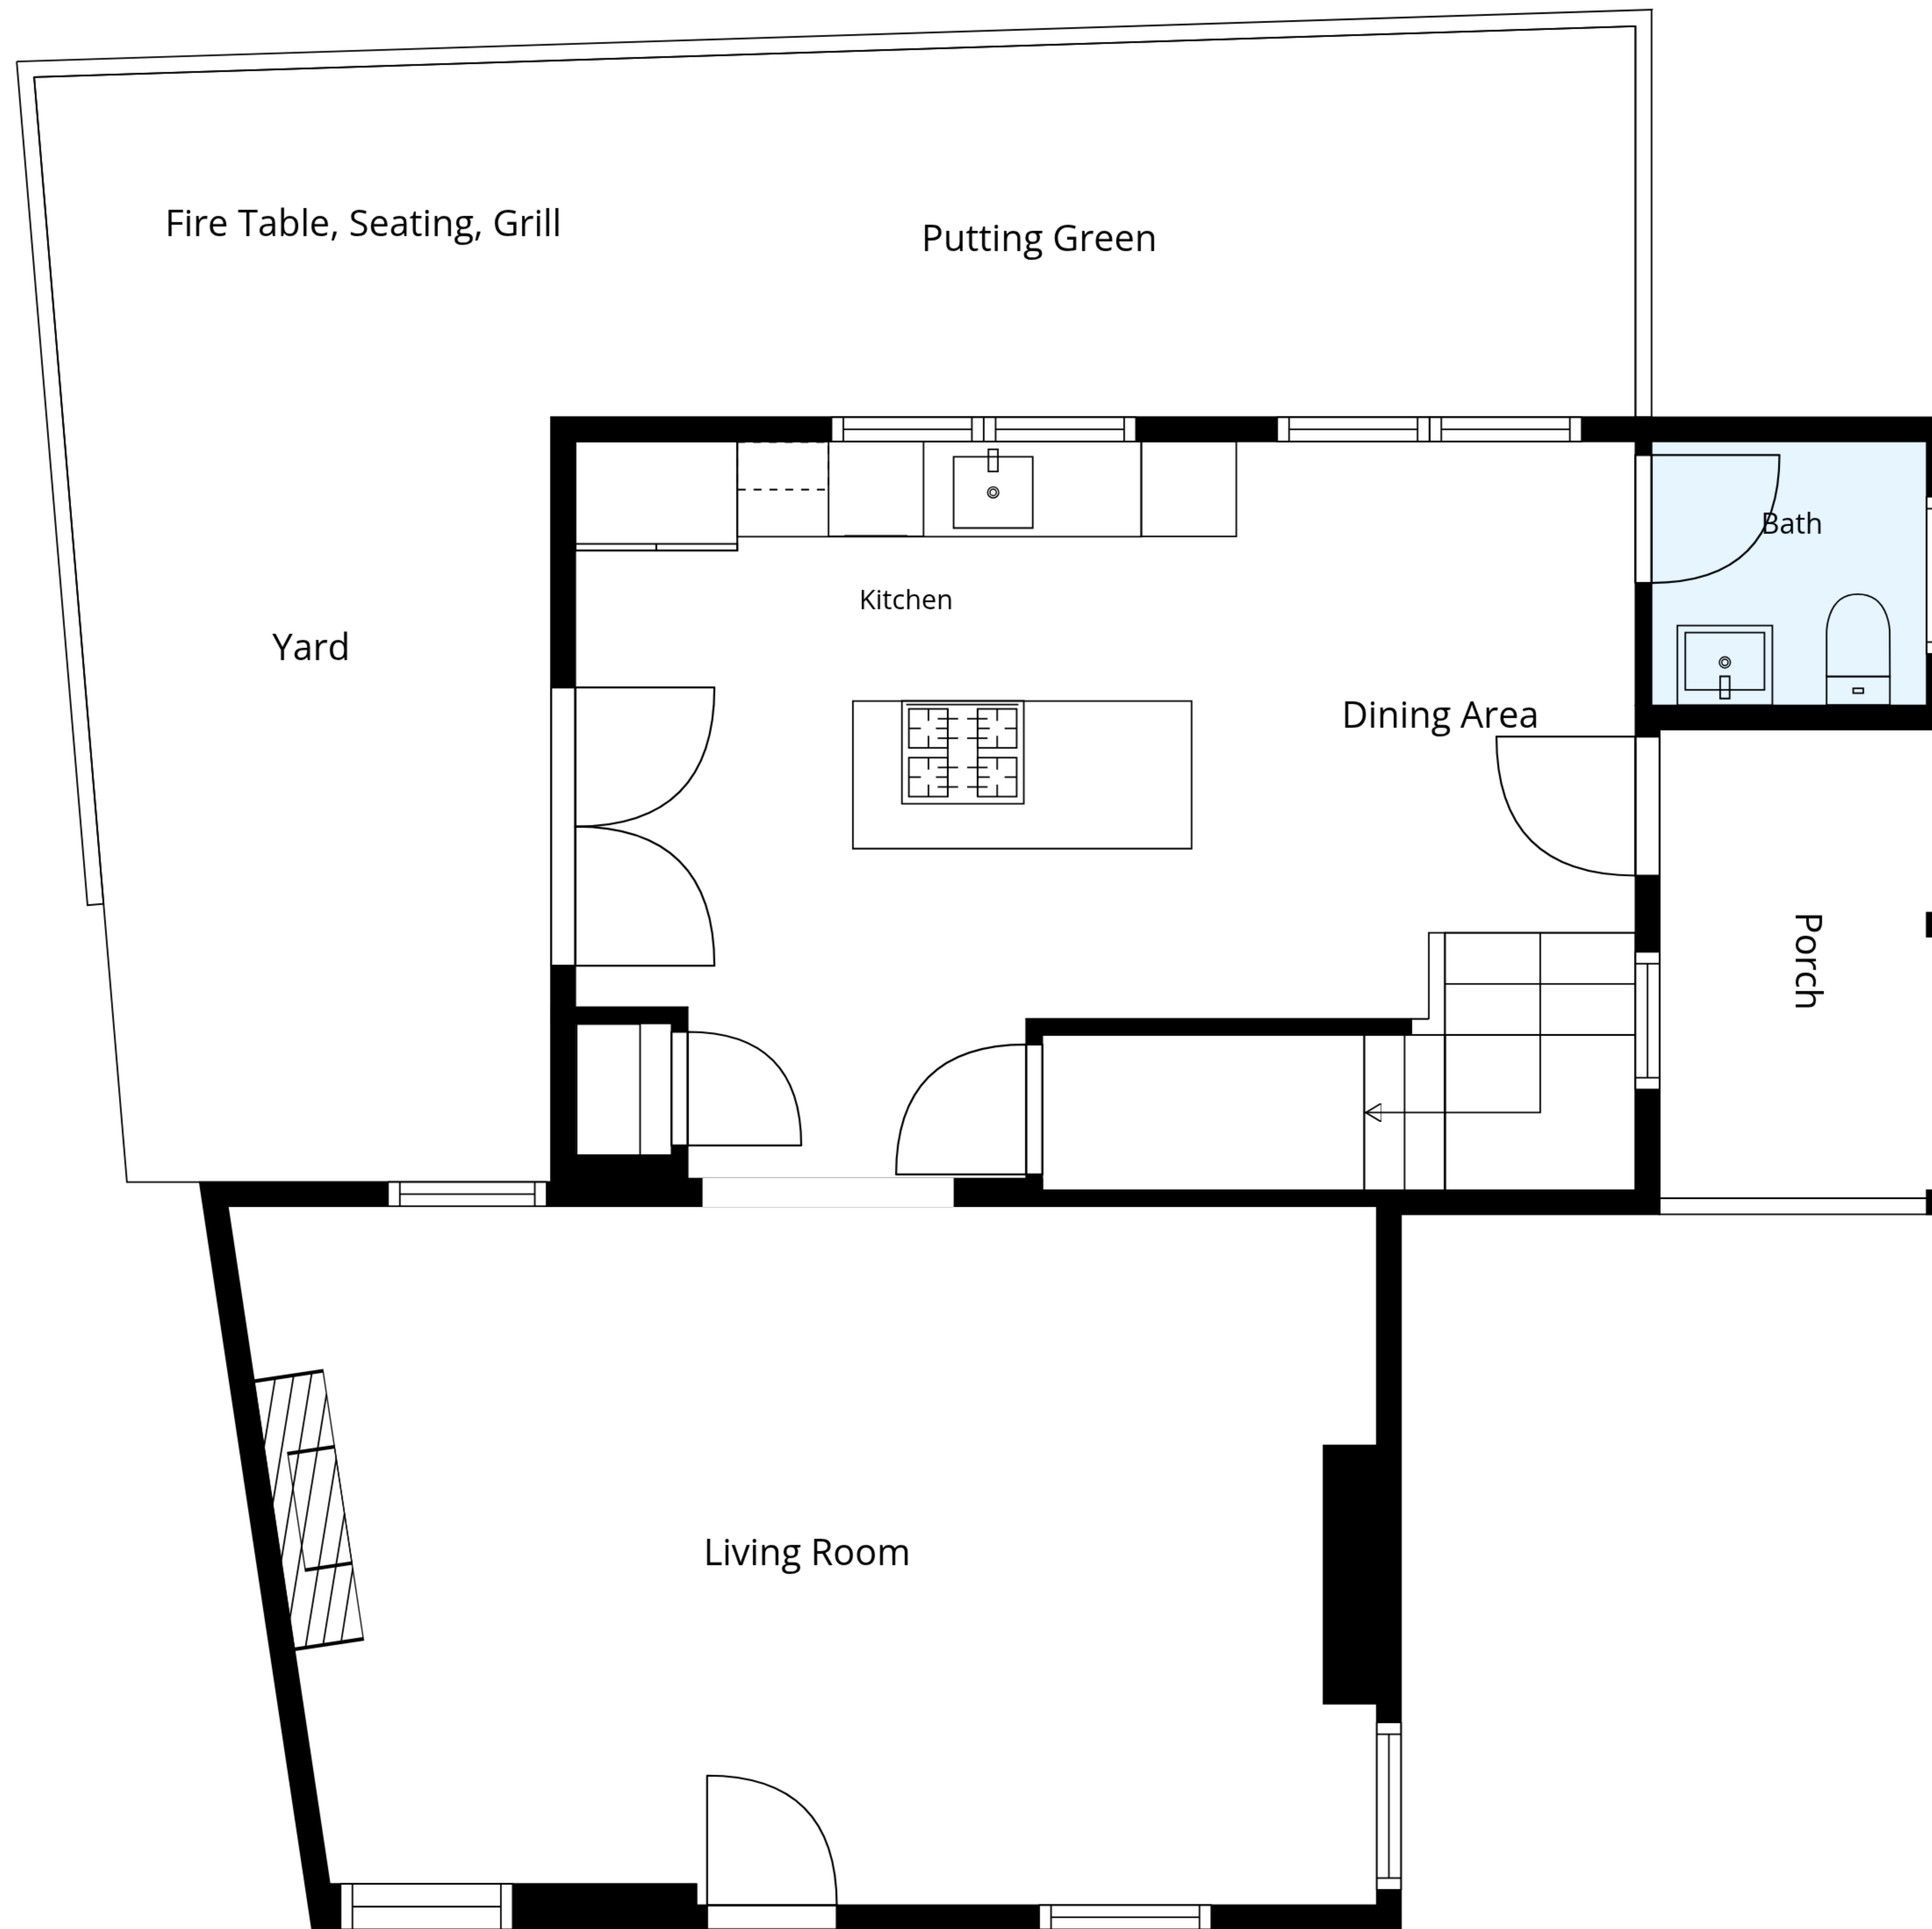 Fire Table, Seating, Grill
Putting Green
Bath
Kitchen
Yard
Dining Area
Porch
Living Room